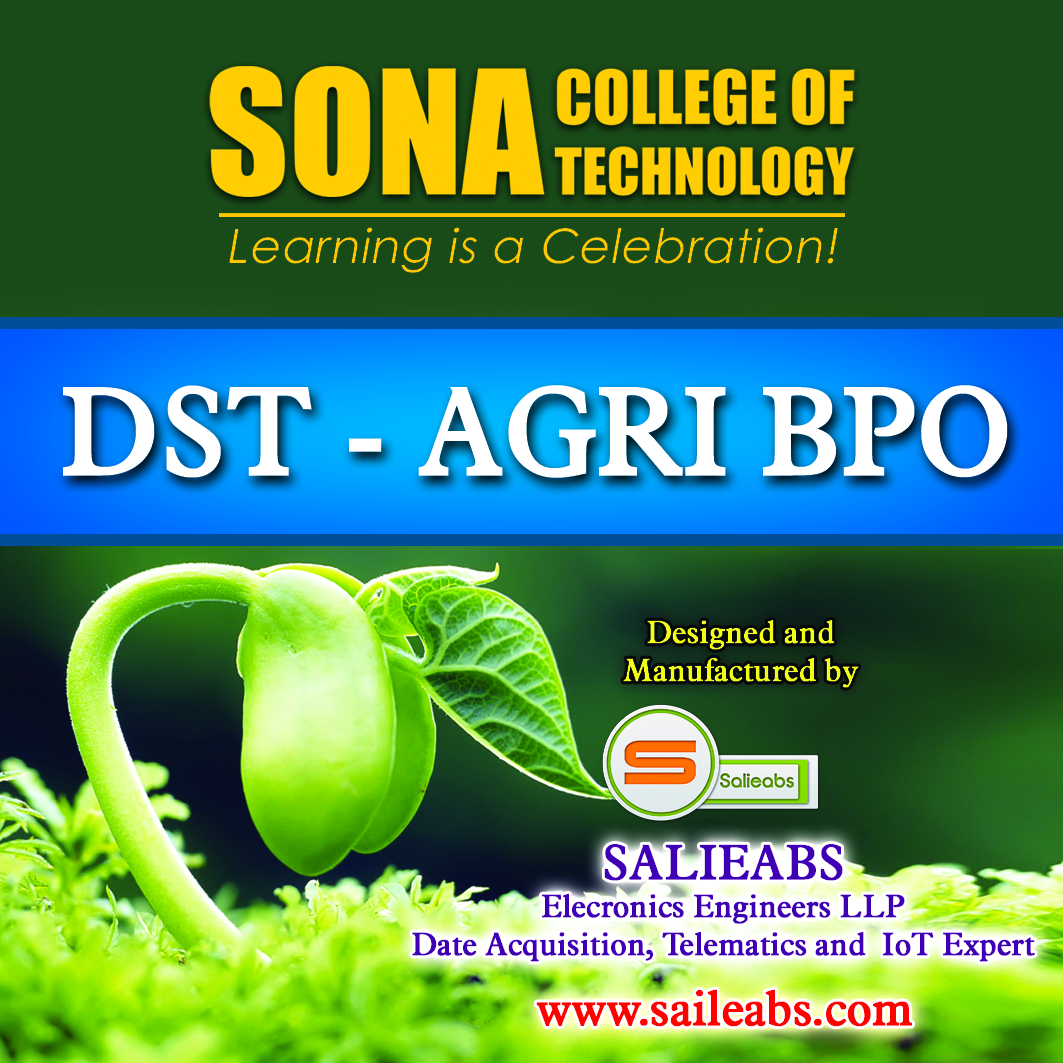 SONA COLLEGE OF
TECHNOLOGY
Learning is a Celebration!
DST - AGRI BPO
Designed and
Manufactured by
S
Salieabs
SALIEABS
Elecronics Engineers LLP
Date Acquisition, Telematics and IoT Expert
www.saileabs.com